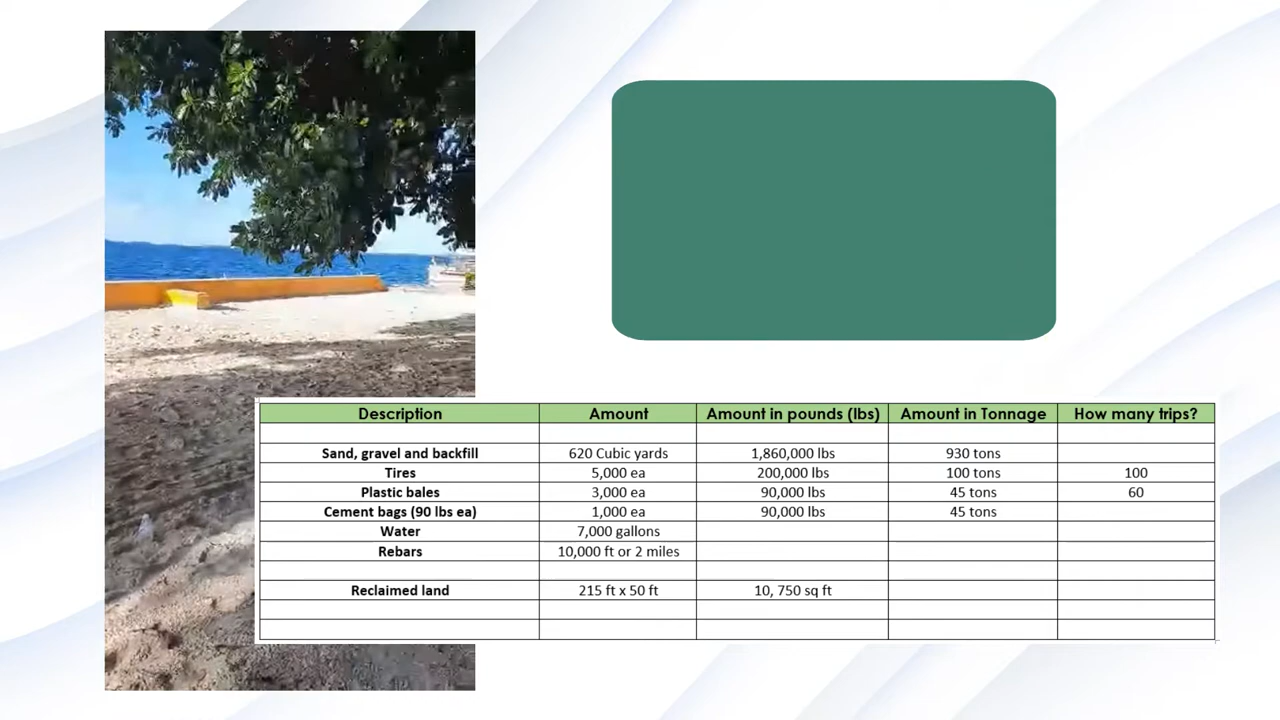 Description Amount Amount in pounds (lbs) Amount in Tonnage How many trips?
Sand, gravel and backfill 620 Cubic yards 1,860,000 lbs 930 tons
Tires 5,000 ea 200,000 lbs 100 tons 100
Plastic bales 3,000 ea 90,000 lbs 45 tons 60
Cement bags (90 lbs ea) 1,000 ea 90,000 lbs 45 tons
Water 7,000 gallons
Rebars 10,000 ft or 2 miles
Reclaimed land 215 ft x 50 ft 10, 750 sq ft